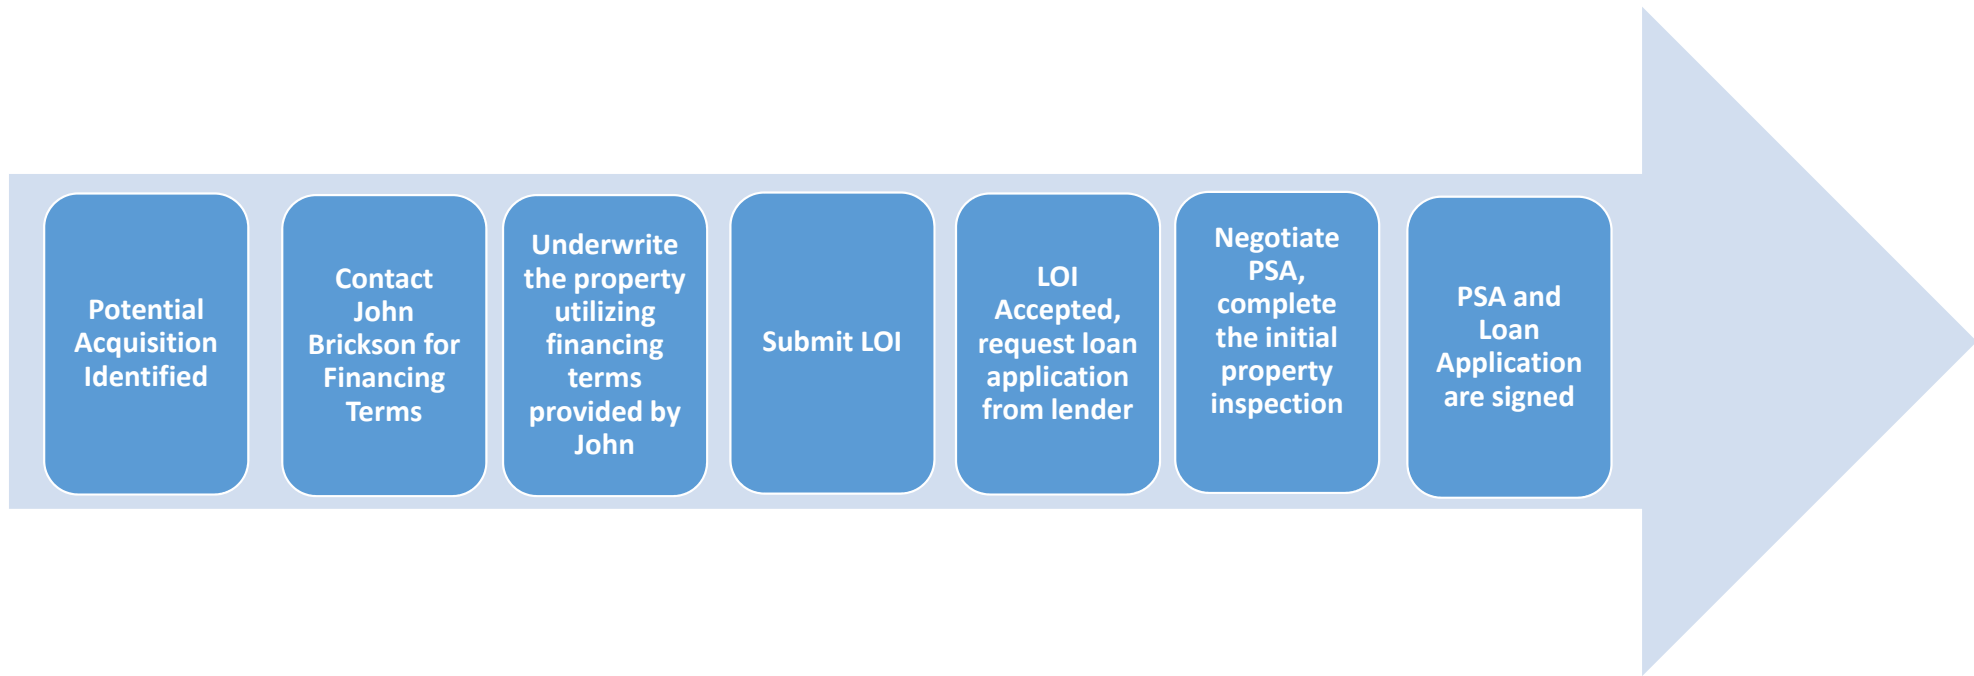 Potential
Acquisition
Identified
Contact
John
Brickson for
Financing
Terms
Underwrite
the property
utilizing
financing
terms
provided by
John
Submit LOI
LOI
Accepted,
request loan
application
from lender
Negotiate
PSA,
complete
the initial
property
inspection
PSA and
Loan
Application
are signed